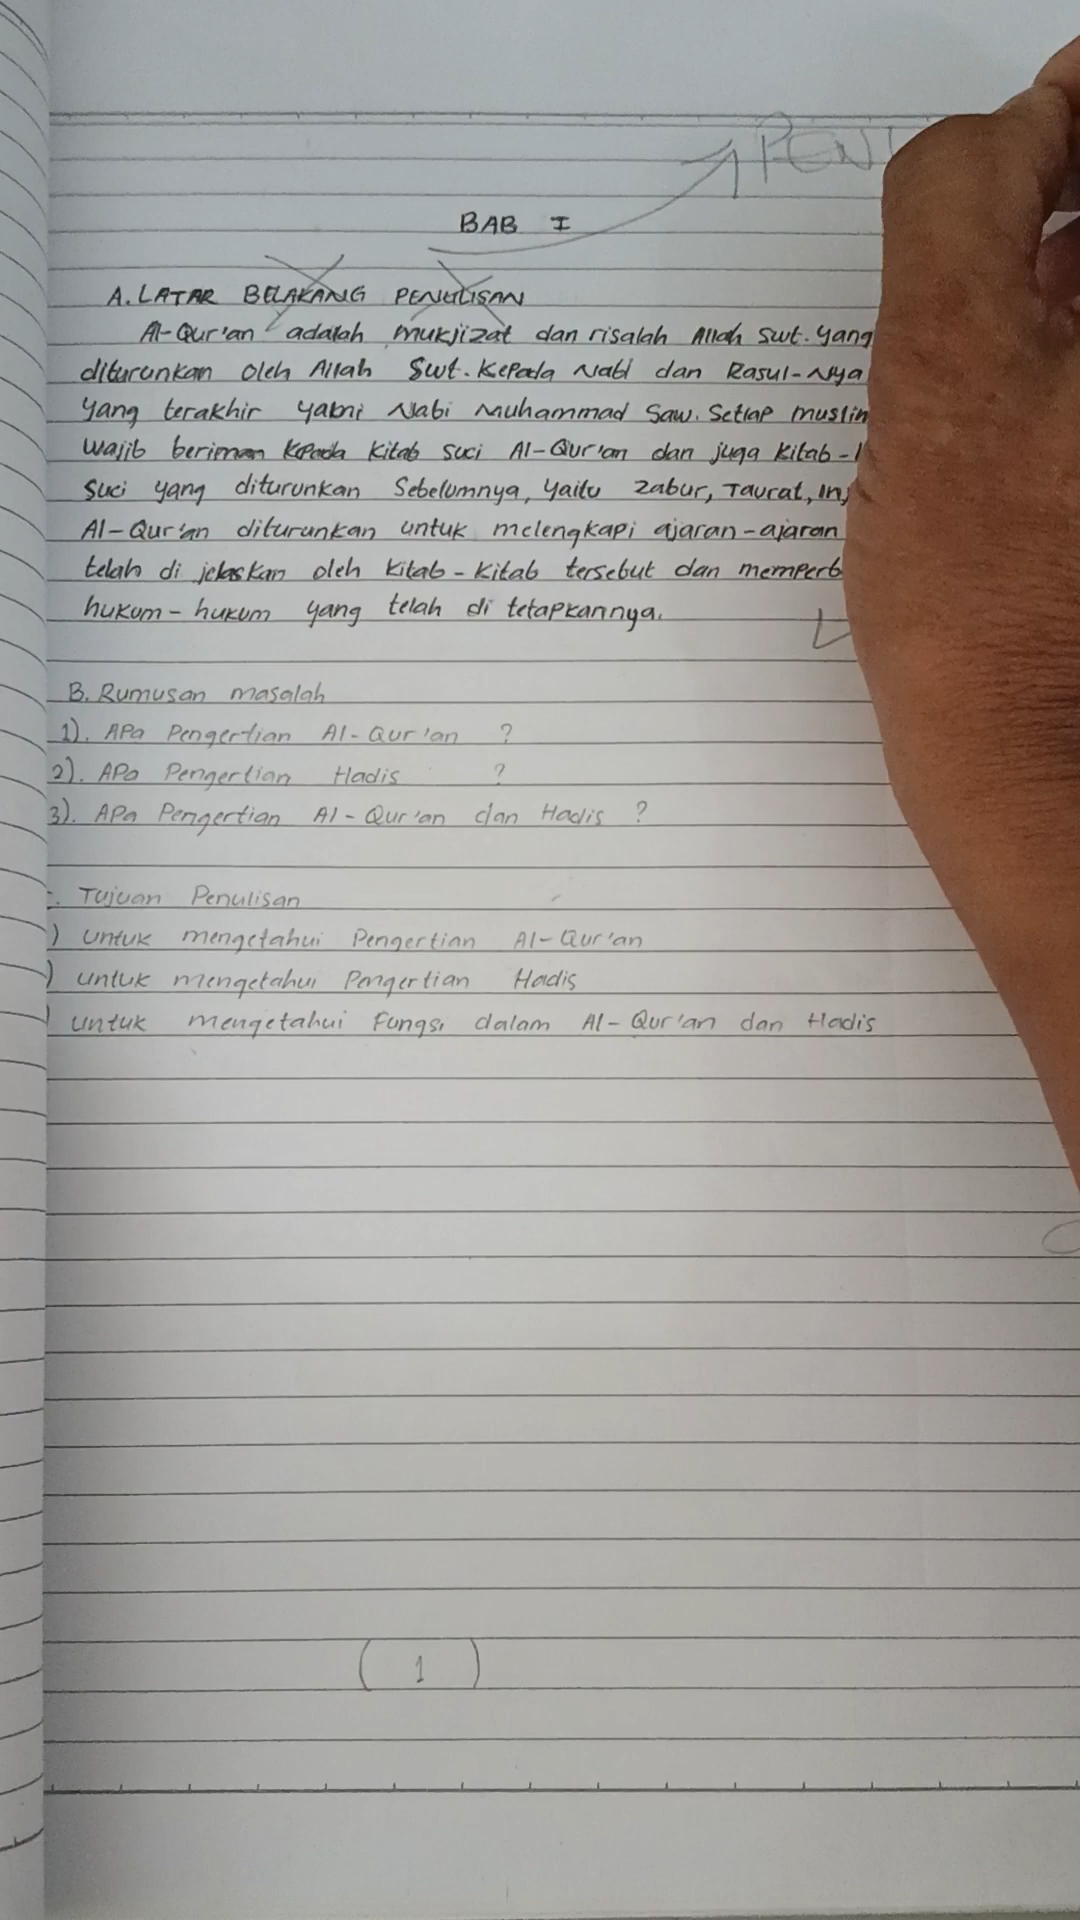 BAB I
A. LATAR BELAKANG PENULISAN
Al-Qur'an adalah mukjizat dan risalah Allah swt. yang
diturunkan oleh Allah Swt. Kepada Nabi dan Rasul-Nya
yang terakhir yakni Nabi Muhammad Saw. Setiap muslim
wajib beriman kepada kitab suci Al-Qur'an dan juga kitab-
suci yang diturunkan Sebelumnya, yaitu Zabur, Taurat,
Al-Qur'an diturunkan untuk melengkapi ajaran-ajaran
telah di jelaskan oleh kitab-kitab tersebut dan
hukum-hukum yang telah di tetapkannya.
B. Rumusan masalah
1). Apa Pengertian Al-Qur'an ?
2). Apa Pengertian Hadis ?
3). Apa Pengertian Al-Qur'an dan Hadis ?
Tujuan Penulisan
) untuk mengetahui Pengertian Al-Qur'an
) untuk mengetahui Pengertian Hadis
) untuk mengetahui Fungsi dalam Al-Qur'an dan Hadis
( 1 )